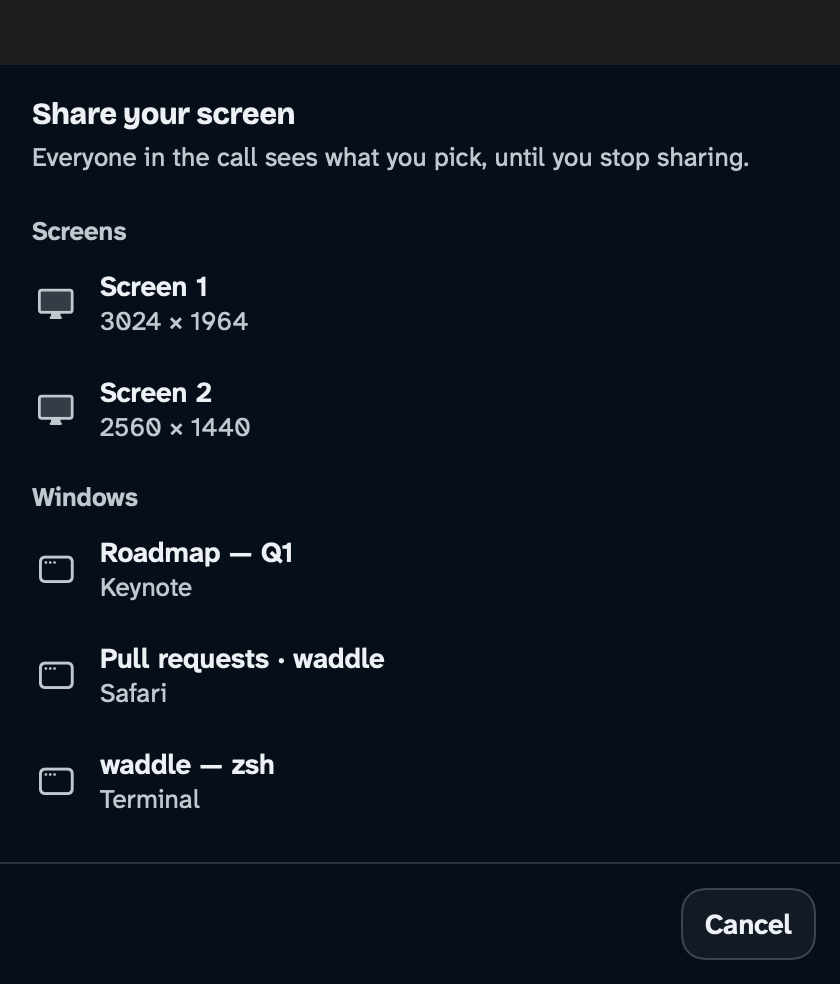 Share your screen
Everyone in the call sees what you pick, until you stop sharing.
Screens
Screen 1
3024 × 1964
Screen 2
2560 × 1440
Windows
Roadmap — Q1
Keynote
Pull requests · waddle
Safari
waddle — zsh
Terminal
Cancel